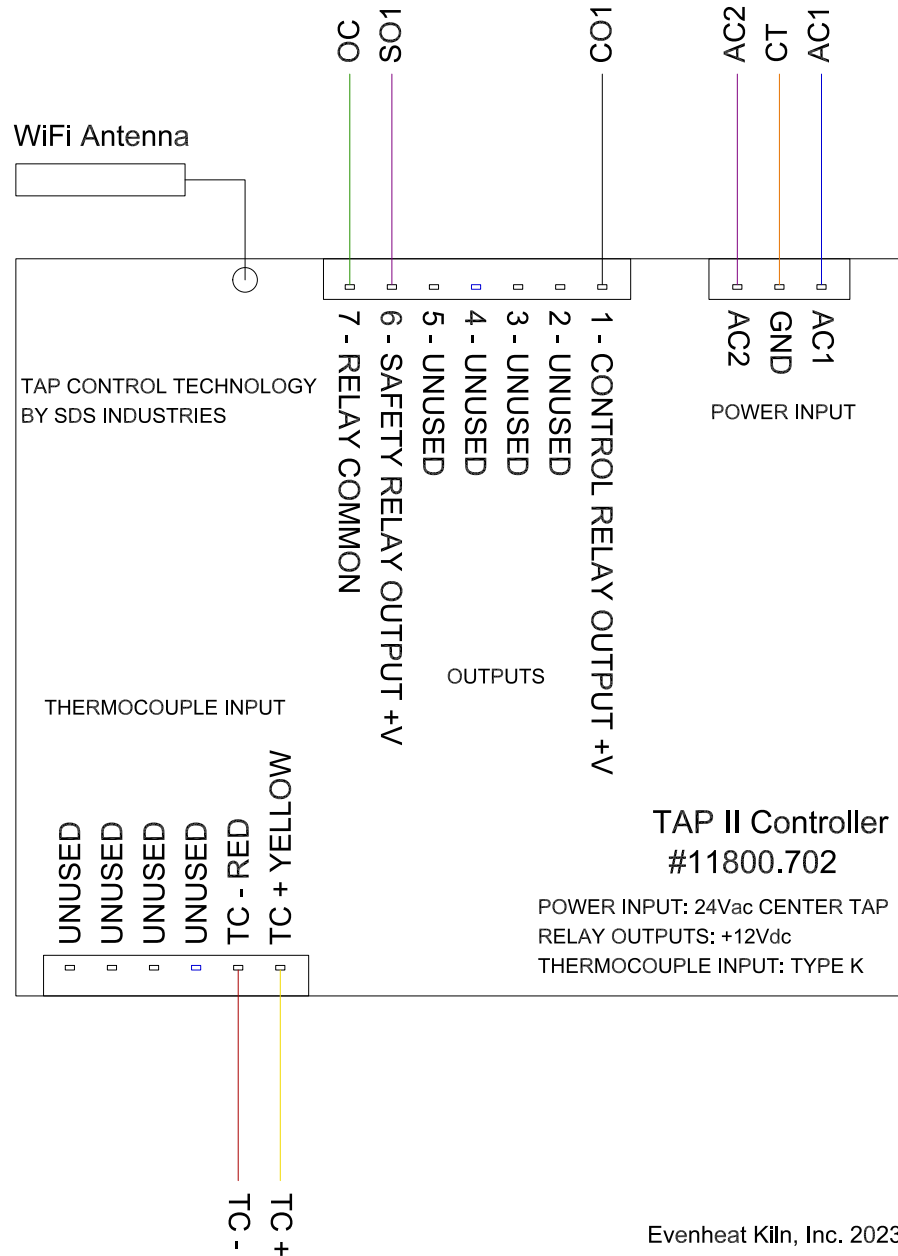 OC
SO1
CO1
AC2
CT
AC1
WiFi Antenna
7 - RELAY COMMON
6 - SAFETY RELAY OUTPUT +V
5 - UNUSED
4 - UNUSED
3 - UNUSED
2 - UNUSED
1 - CONTROL RELAY OUTPUT +V
AC2
GND
AC1
POWER INPUT
TAP CONTROL TECHNOLOGY
BY SDS INDUSTRIES
OUTPUTS
THERMOCOUPLE INPUT
UNUSED
UNUSED
UNUSED
UNUSED
TC - RED
TC + YELLOW
TAP II Controller
#11800.702
POWER INPUT: 24Vac CENTER TAP
RELAY OUTPUTS: +12Vdc
THERMOCOUPLE INPUT: TYPE K
TC -
TC +
Evenheat Kiln, Inc. 2023